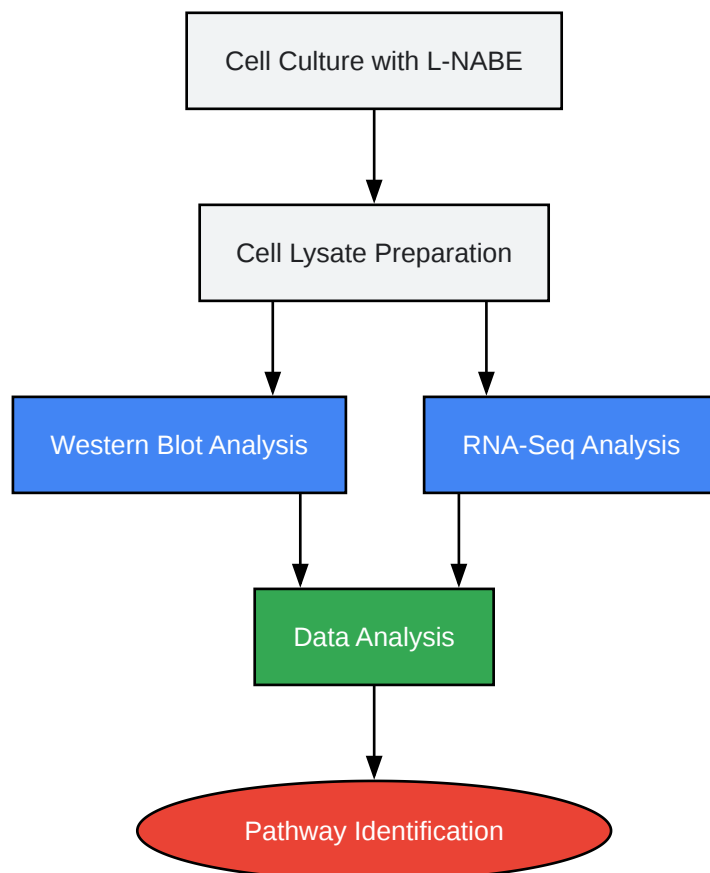 Cell Culture with L-NABE
Cell Lysate Preparation
Western Blot Analysis
RNA-Seq Analysis
Data Analysis
Pathway Identification